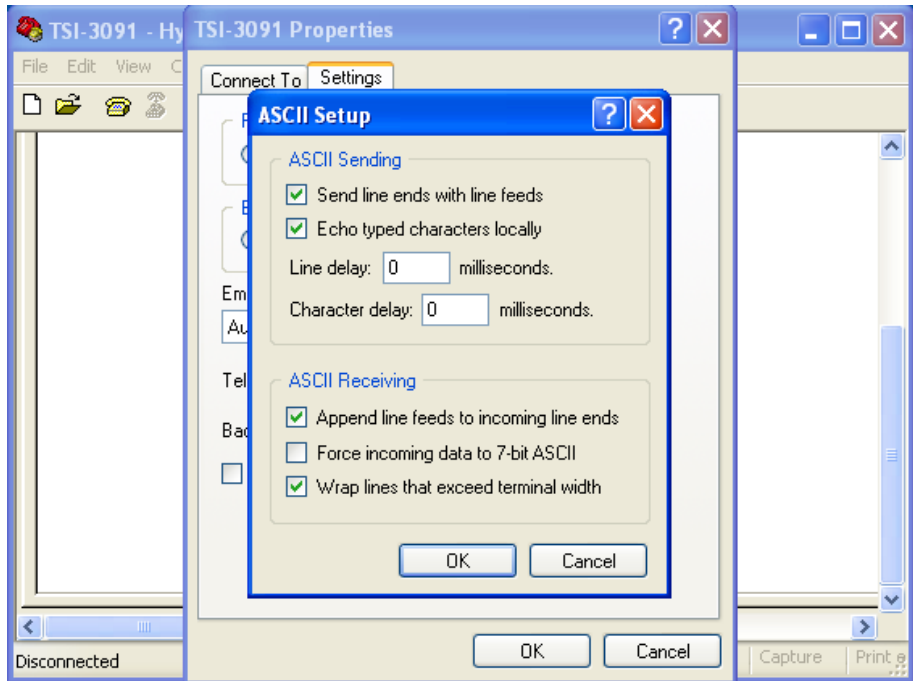 TSI-3091 - Hy
TSI-3091 Properties
File Edit View C
Connect To
Settings
ASCII Setup
ASCII Sending
Send line ends with line feeds
Echo typed characters locally
Line delay: 0 milliseconds.
Character delay: 0 milliseconds.
Em
Au
Tel
ASCII Receiving
Append line feeds to incoming line ends
Bac
Force incoming data to 7-bit ASCII
Wrap lines that exceed terminal width
OK
Cancel
OK
Cancel
Disconnected
Capture
Print e